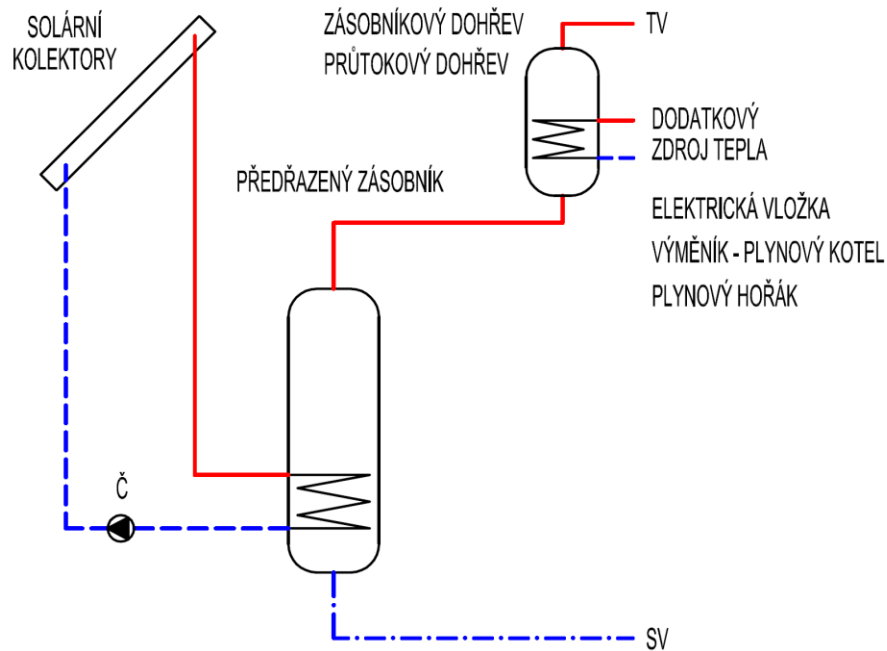 SOLÁRNÍ
KOLEKTORY
ZÁSOBNÍKOVÝ DOHŘEV
PRŮTOKOVÝ DOHŘEV
TV
DODATKOVÝ
ZDROJ TEPLA
PŘEDŘAZENÝ ZÁSOBNÍK
ELEKTRICKÁ VLOŽKA
VÝMĚNÍK - PLYNOVÝ KOTEL
PLYNOVÝ HOŘÁK
Č
SV